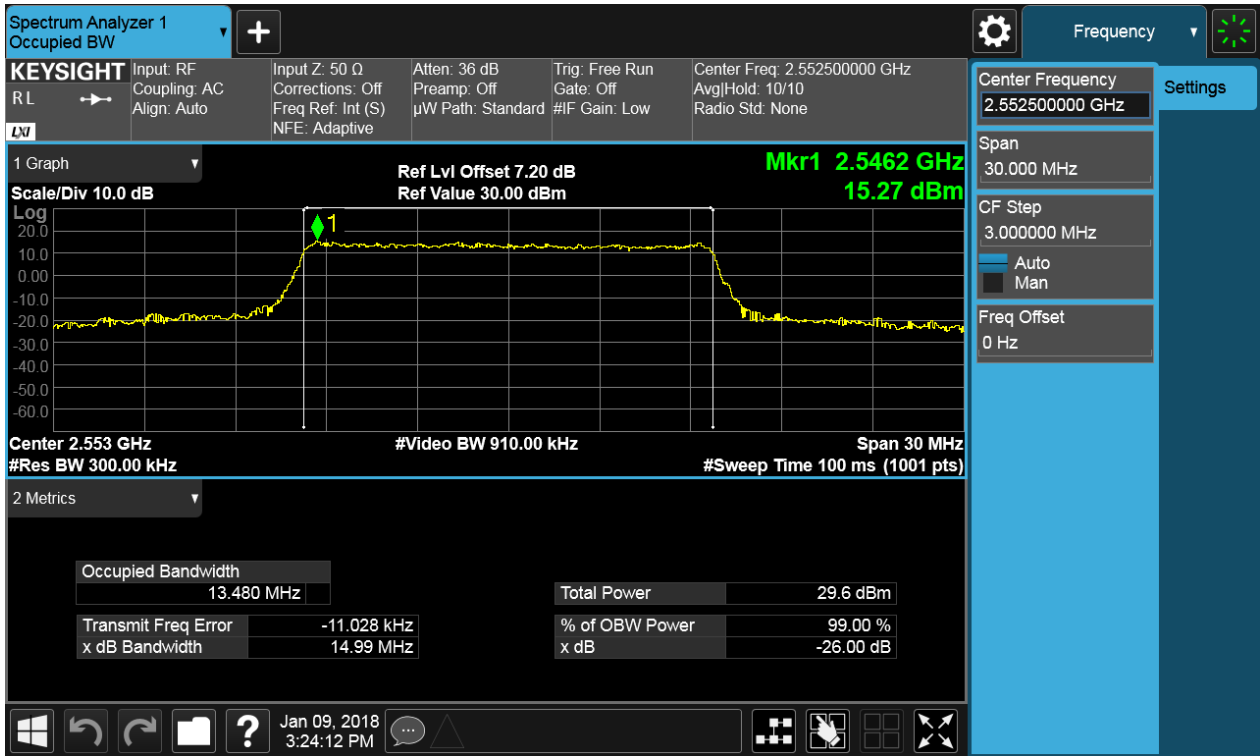 Spectrum Analyzer 1
Occupied BW
+
Frequency
KEYSIGHT
R L
LXI
Input: RF
Coupling: AC
Align: Auto
Input Z: 50 Ω
Corrections: Off
Freq Ref: Int (S)
NFE: Adaptive
Atten: 36 dB
Preamp: Off
µW Path: Standard
Trig: Free Run
Gate: Off
#IF Gain: Low
Center Freq: 2.552500000 GHz
Avg|Hold: 10/10
Radio Std: None
Center Frequency
2.552500000 GHz
Settings
Span
30.000 MHz
CF Step
3.000000 MHz
Auto
Man
Freq Offset
0 Hz
1 Graph
Scale/Div 10.0 dB
Ref Lvl Offset 7.20 dB
Ref Value 30.00 dBm
Mkr1 2.5462 GHz
15.27 dBm
Log
1
20.0
10.0
0.00
-10.0
-20.0
-30.0
-40.0
-50.0
-60.0
Center 2.553 GHz
#Video BW 910.00 kHz
Span 30 MHz
#Res BW 300.00 kHz
#Sweep Time 100 ms (1001 pts)
2 Metrics
Occupied Bandwidth
13.480 MHz
Total Power 29.6 dBm
Transmit Freq Error -11.028 kHz
% of OBW Power 99.00 %
x dB Bandwidth 14.99 MHz
x dB -26.00 dB
?
Jan 09, 2018
3:24:12 PM